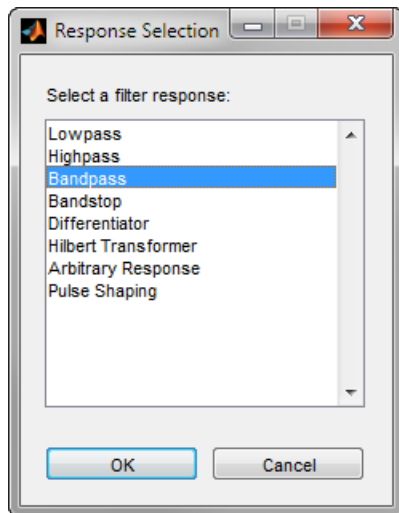 Response Selection
Select a filter response:
Lowpass
Highpass
Bandpass
Bandstop
Differentiator
Hilbert Transformer
Arbitrary Response
Pulse Shaping
OK
Cancel